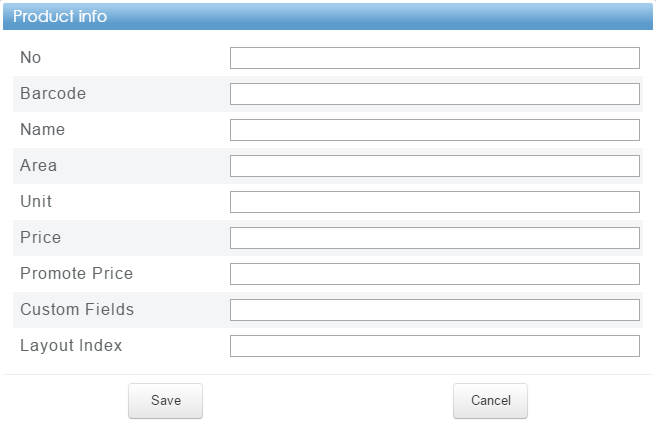 Product info
No
Barcode
Name
Area
Unit
Price
Promote Price
Custom Fields
Layout Index
Save Cancel